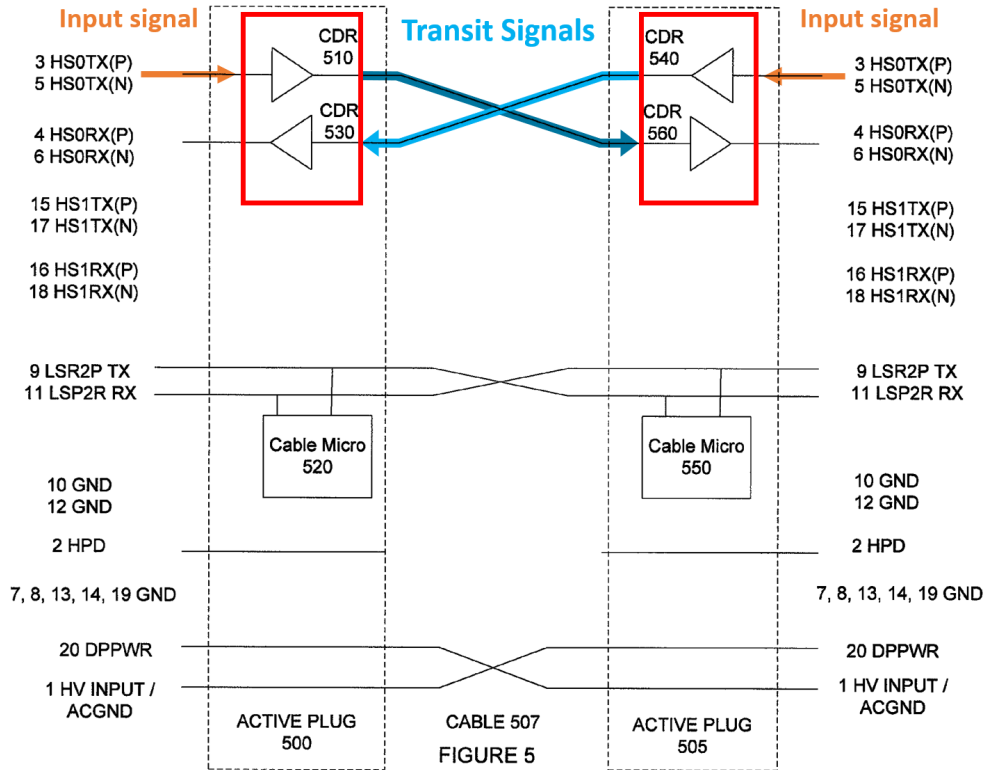 Input signal
Transit Signals
Input signal
3 HS0TX(P)
5 HS0TX(N)
CDR
510
CDR
540
3 HS0TX(P)
5 HS0TX(N)
4 HS0RX(P)
6 HS0RX(N)
CDR
530
CDR
560
4 HS0RX(P)
6 HS0RX(N)
15 HS1TX(P)
17 HS1TX(N)
15 HS1TX(P)
17 HS1TX(N)
16 HS1RX(P)
18 HS1RX(N)
16 HS1RX(P)
18 HS1RX(N)
9 LSR2P TX
11 LSP2R RX
9 LSR2P TX
11 LSP2R RX
Cable Micro
520
Cable Micro
550
10 GND
12 GND
10 GND
12 GND
2 HPD
2 HPD
7, 8, 13, 14, 19 GND
7, 8, 13, 14, 19 GND
20 DPPWR
20 DPPWR
1 HV INPUT /
ACGND
1 HV INPUT /
ACGND
ACTIVE PLUG
500
CABLE 507
ACTIVE PLUG
505
FIGURE 5